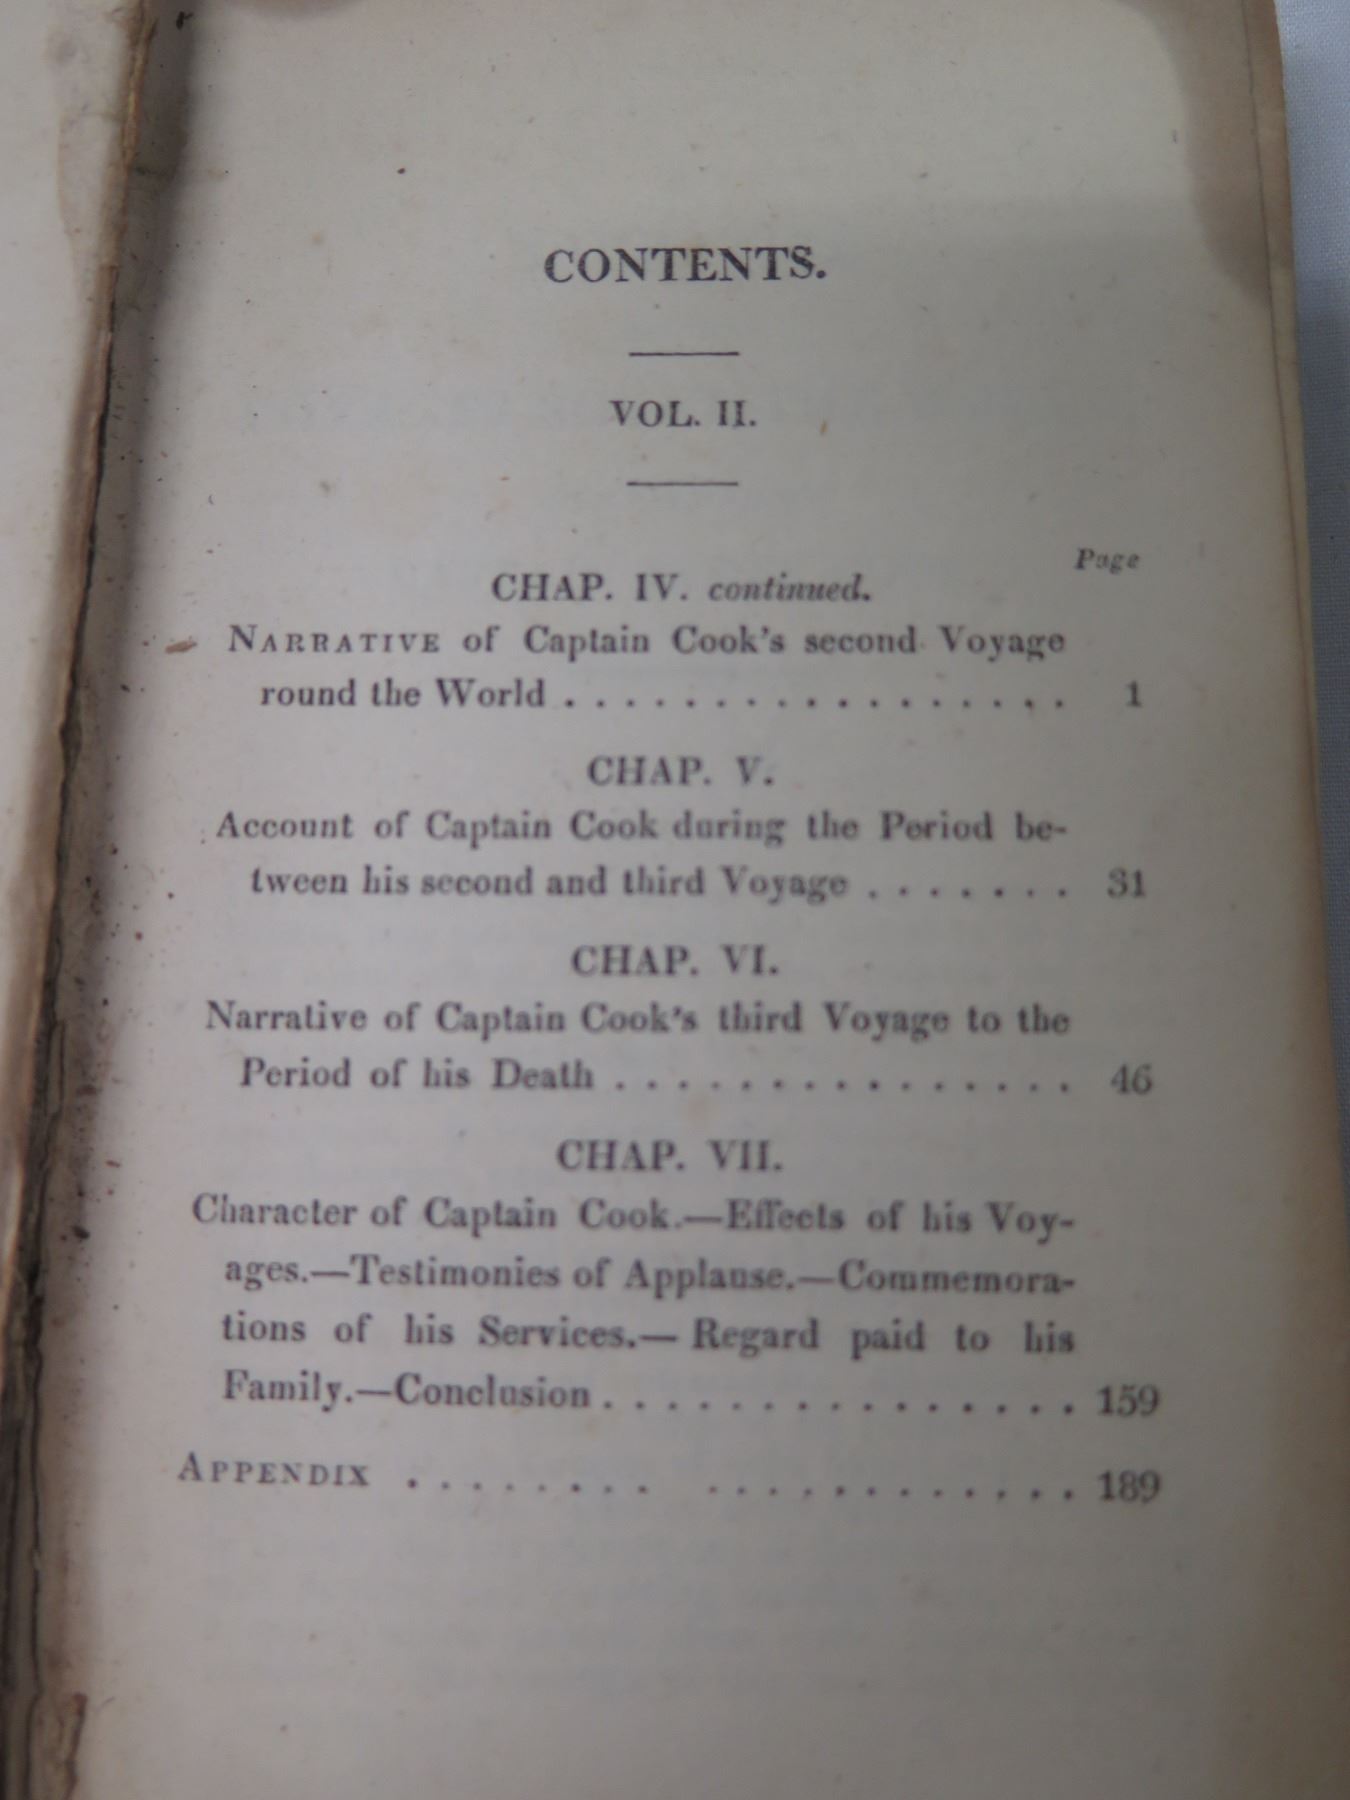 CONTENTS.
VOL. II.
Page
CHAP. IV. continued.
NARRATIVE of Captain Cook's second Voyage
round the World . . . . . . . . . . . . . . . . . 1
CHAP. V.
Account of Captain Cook during the Period be-
tween his second and third Voyage . . . . . . . 31
CHAP. VI.
Narrative of Captain Cook's third Voyage to the
Period of his Death . . . . . . . . . . . . . . . 46
CHAP. VII.
Character of Captain Cook.—Effects of his Voy-
ages.—Testimonies of Applause.—Commemora-
tions of his Services.—Regard paid to his
Family.—Conclusion . . . . . . . . . . . . . . . 159
APPENDIX . . . . . . . . . . . . . . . . . . . . 189